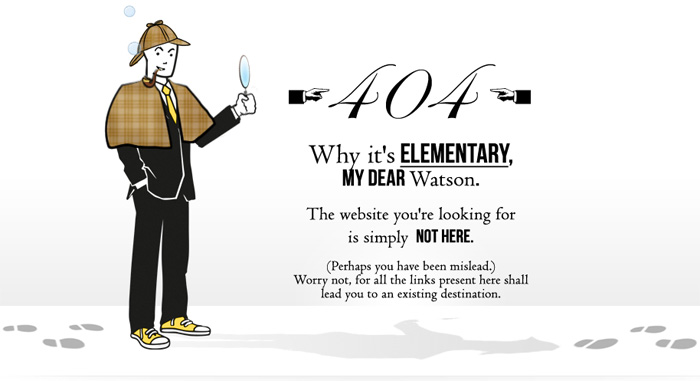 404
Why it's ELEMENTARY,
MY DEAR Watson.
The website you're looking for
is simply NOT HERE.
(Perhaps you have been mislead.)
Worry not, for all the links present here shall
lead you to an existing destination.